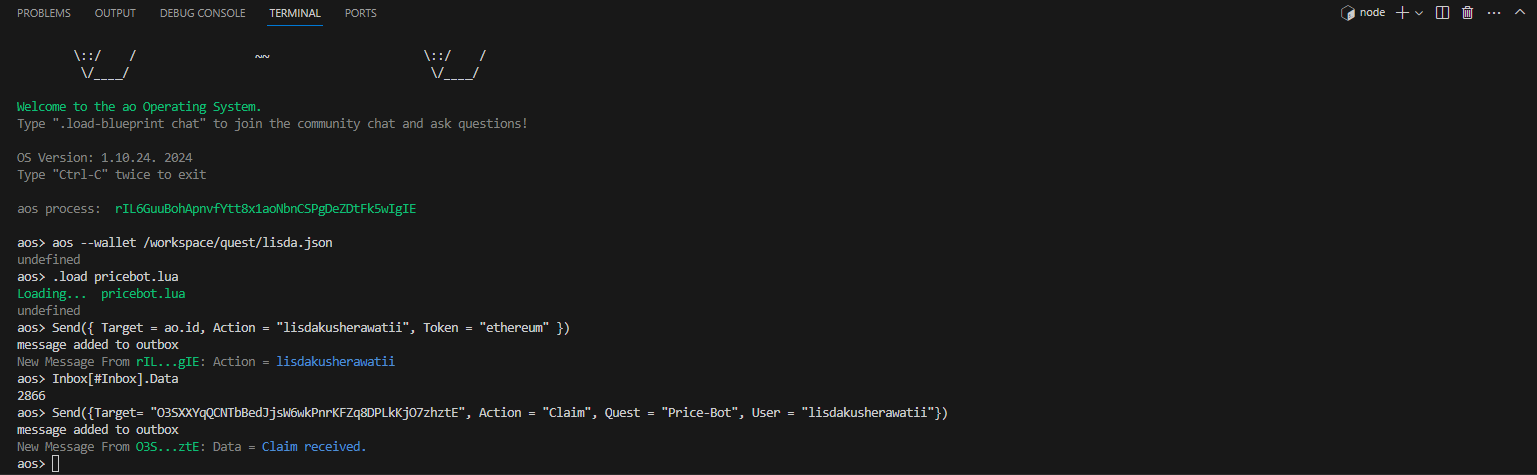 PROBLEMS OUTPUT DEBUG CONSOLE TERMINAL PORTS node
\::/    /                 ~~                      \::/    /
\/____/                                           \/____/
Welcome to the ao Operating System.
Type ".load-blueprint chat" to join the community chat and ask questions!
OS Version: 1.10.24. 2024
Type "Ctrl-C" twice to exit
aos process:  rIL6GuuBohApnvfYtt8x1aoNbnCSPgDeZDtFk5wIgIE
aos> aos --wallet /workspace/quest/lisda.json
undefined
aos> .load pricebot.lua
Loading...  pricebot.lua
undefined
aos> Send({ Target = ao.id, Action = "lisdakusherawatii", Token = "ethereum" })
message added to outbox
New Message From rIL...gIE: Action = lisdakusherawatii
aos> Inbox[#Inbox].Data
2866
aos> Send({Target= "O3SXXYqQCNTbBedJjsW6wkPnrKFZq8DPLkKjO7zhztE", Action = "Claim", Quest = "Price-Bot", User = "lisdakusherawatii"})
message added to outbox
New Message From O3S...ztE: Data = Claim received.
aos>